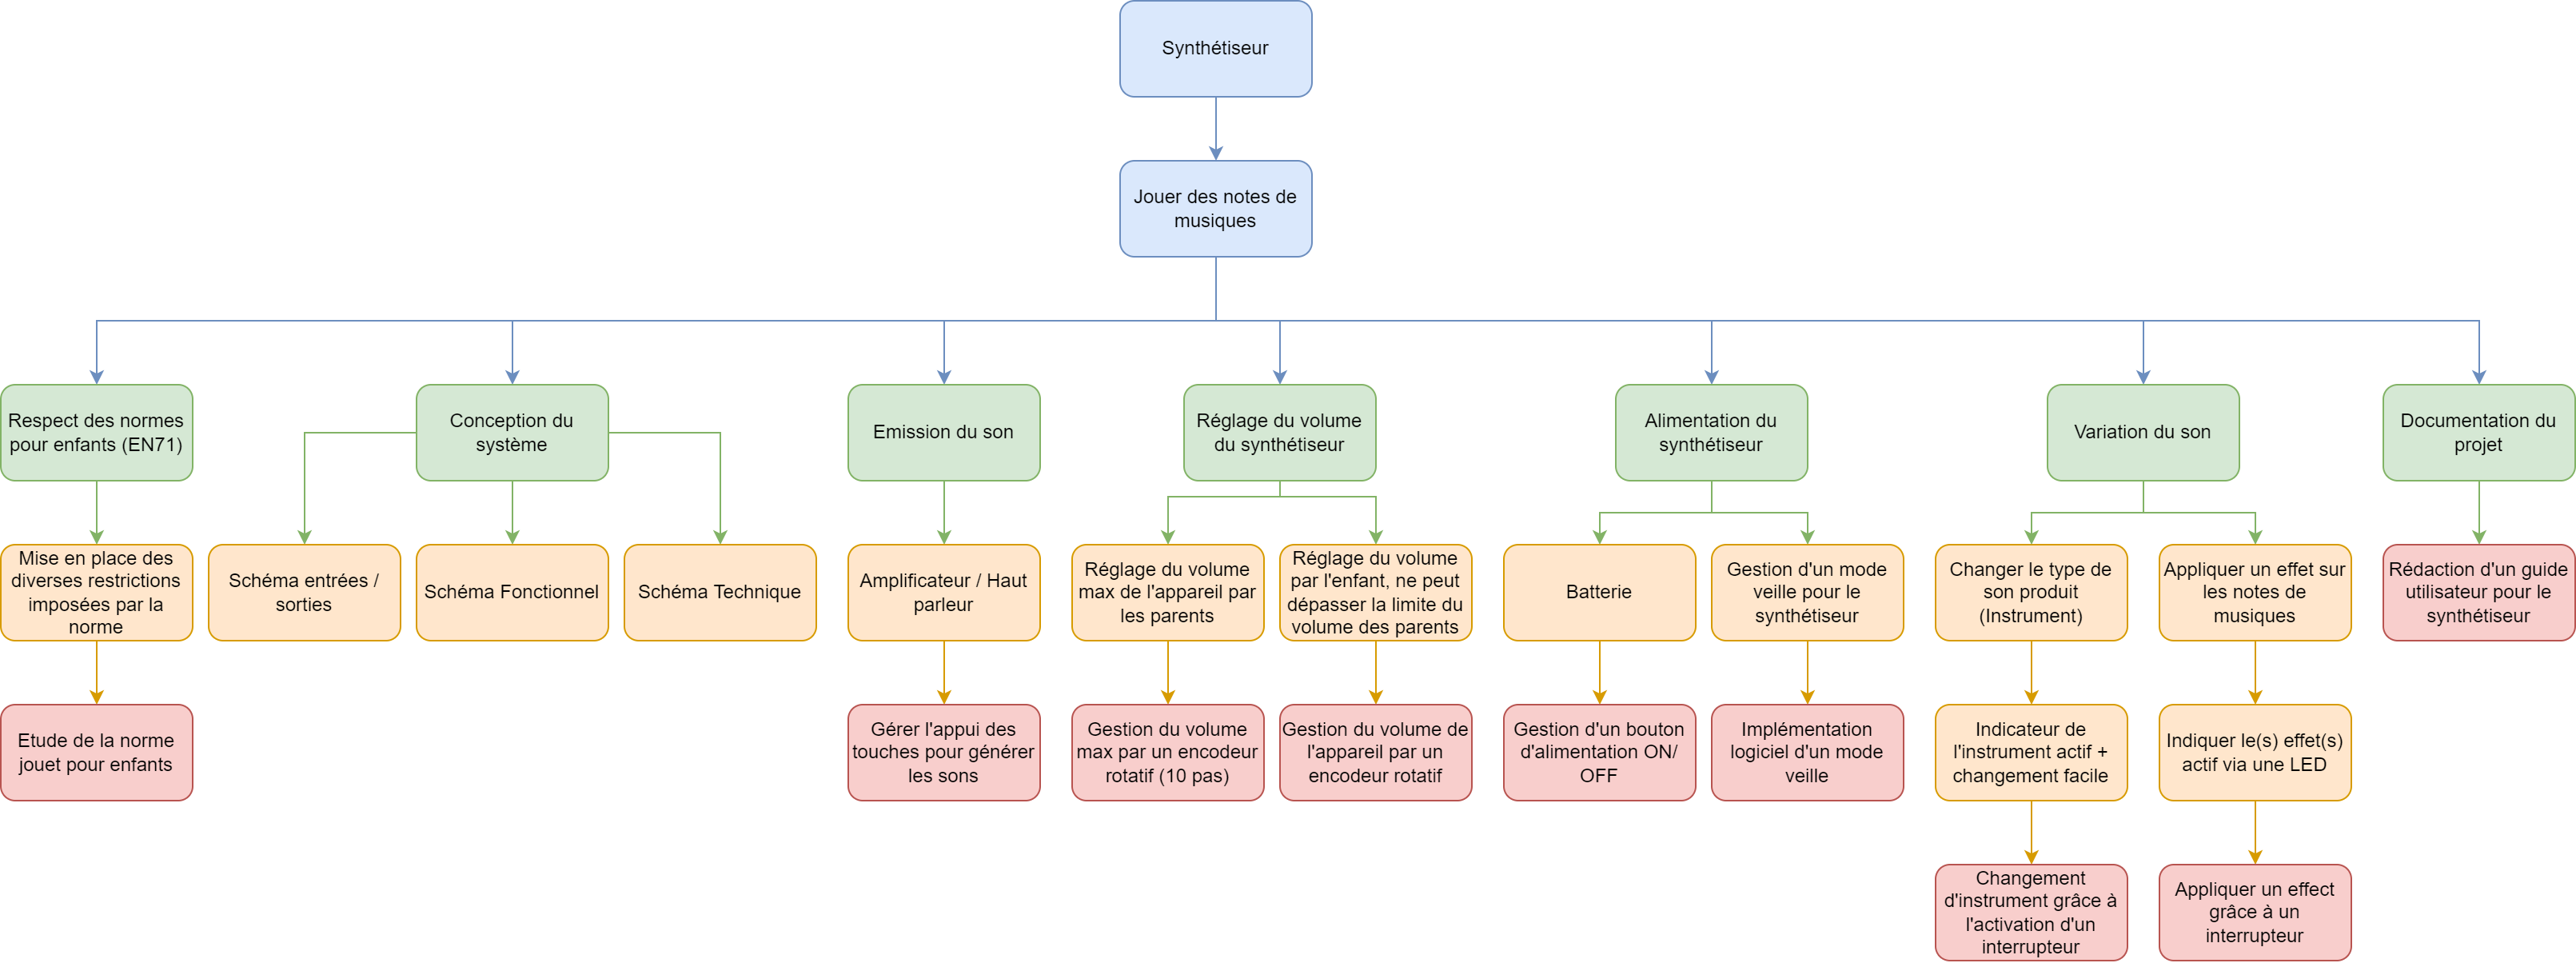 Synthétiseur
Jouer des notes de
musiques
Respect des normes
pour enfants (EN71)
Conception du
système
Emission du son
Réglage du volume
du synthétiseur
Alimentation du
synthétiseur
Variation du son
Documentation du
projet
Mise en place des
diverses restrictions
imposées par la
norme
Schéma entrées /
sorties
Schéma Fonctionnel
Schéma Technique
Amplificateur / Haut
parleur
Réglage du volume
max de l'appareil par
les parents
Réglage du volume
par l'enfant, ne peut
dépasser la limite du
volume des parents
Batterie
Gestion d'un mode
veille pour le
synthétiseur
Changer le type de
son produit
(Instrument)
Appliquer un effet sur
les notes de
musiques
Rédaction d'un guide
utilisateur pour le
synthétiseur
Etude de la norme
jouet pour enfants
Gérer l'appui des
touches pour générer
les sons
Gestion du volume
max par un encodeur
rotatif (10 pas)
Gestion du volume de
l'appareil par un
encodeur rotatif
Gestion d'un bouton
d'alimentation ON/
OFF
Implémentation
logiciel d'un mode
veille
Indicateur de
l'instrument actif +
changement facile
Indiquer le(s) effet(s)
actif via une LED
Changement
d'instrument grâce à
l'activation d'un
interrupteur
Appliquer un effect
grâce à un
interrupteur